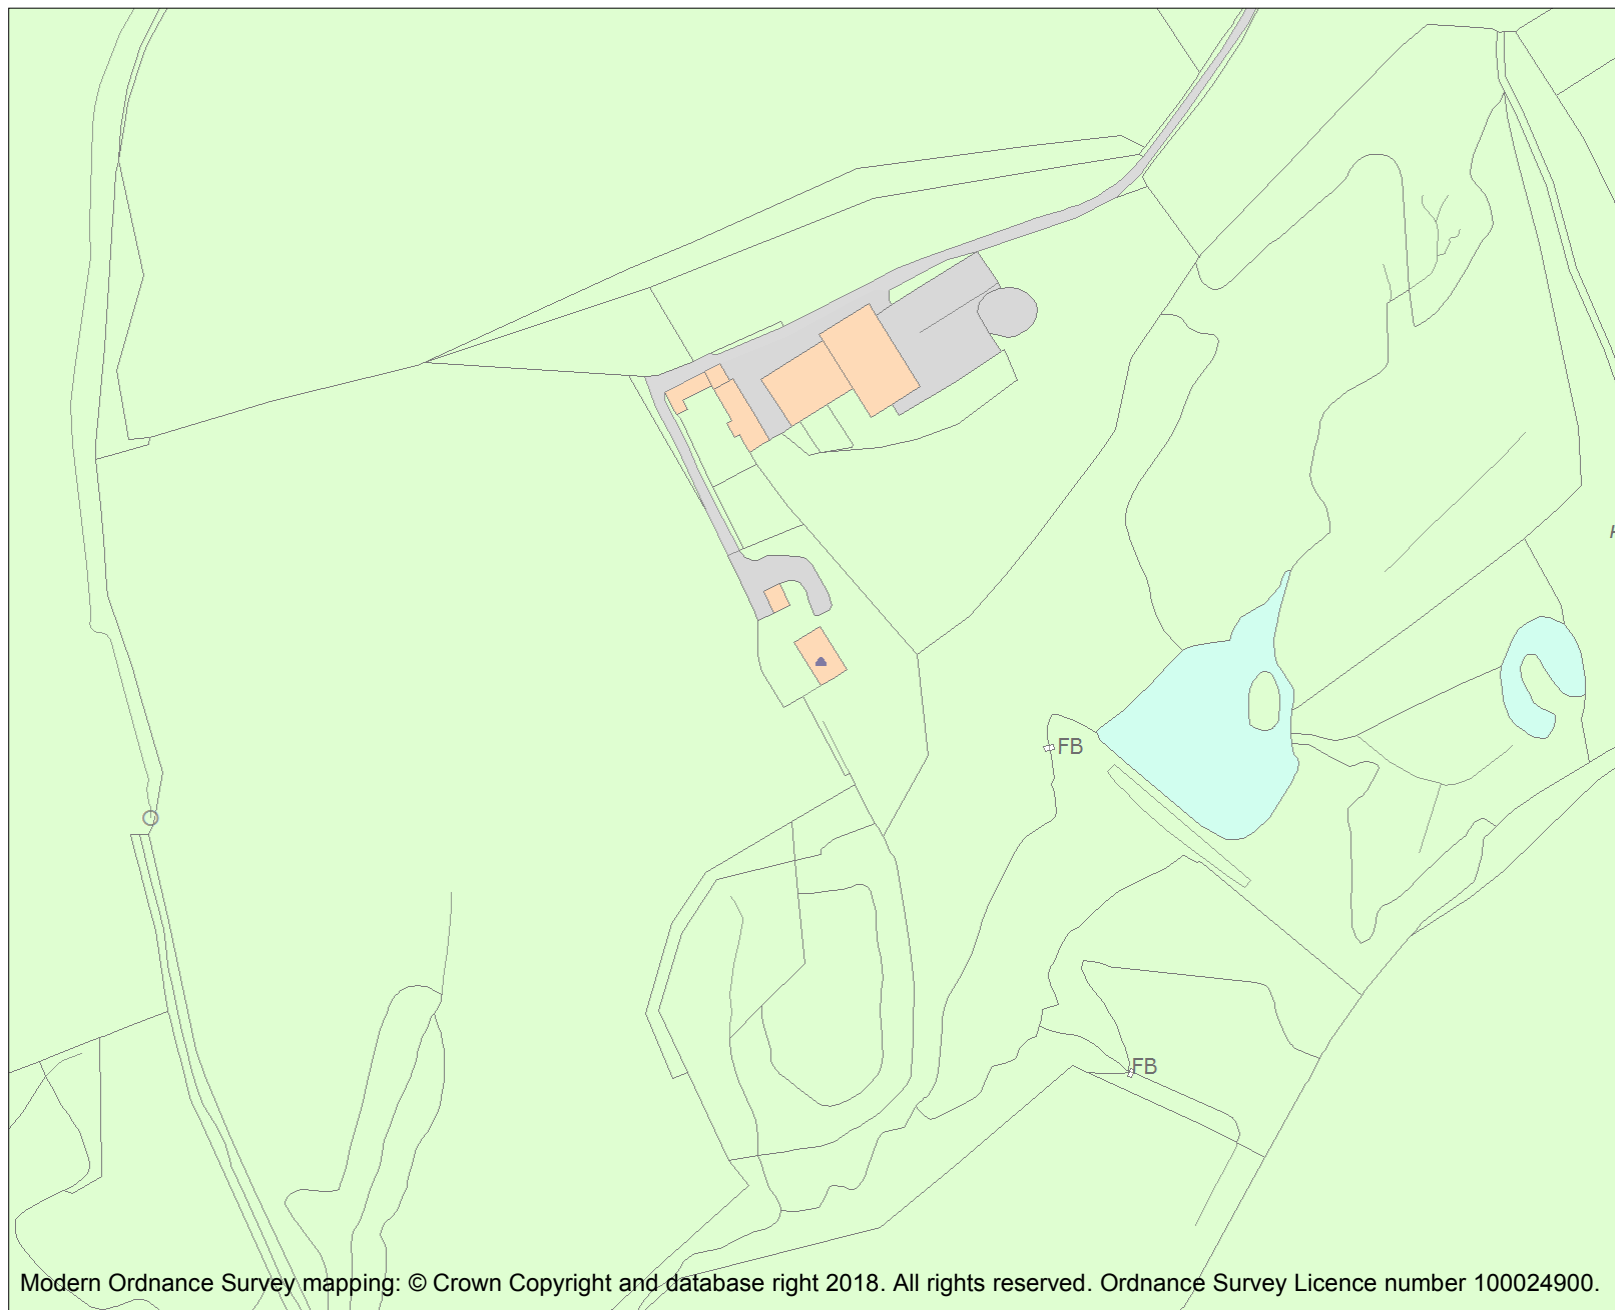 FB
FB
Modern Ordnance Survey mapping: © Crown Copyright and database right 2018. All rights reserved. Ordnance Survey Licence number 100024900.